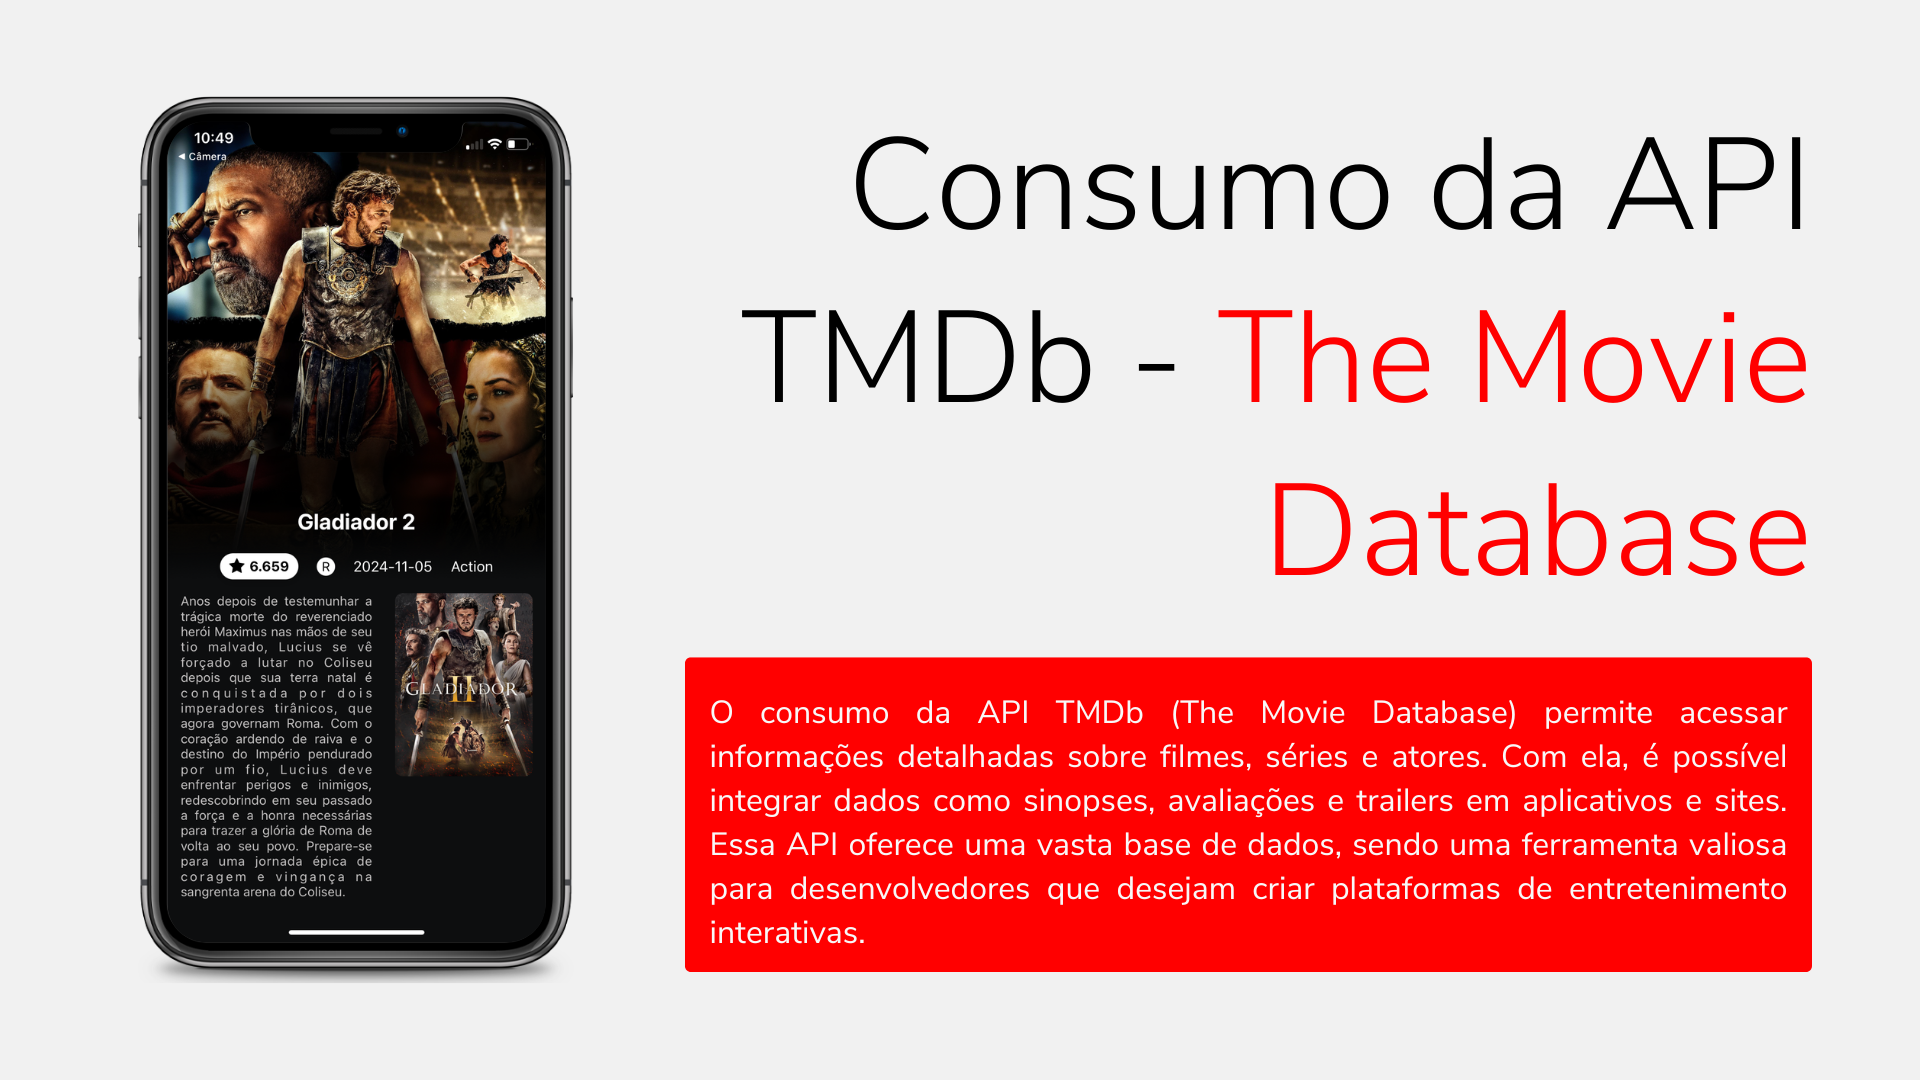 10:49
◀ Câmera
Gladiador 2
★ 6.659 R 2024-11-05 Action
Anos depois de testemunhar a
trágica morte do reverenciado
herói Maximus nas mãos de seu
tio malvado, Lucius se vê
forçado a lutar no Coliseu
depois que sua terra natal é
conquistada por dois
imperadores tirânicos, que
agora governam Roma. Com o
coração ardendo de raiva e o
destino do Império pendurado
por um fio, Lucius deve
enfrentar perigos e inimigos,
redescobrindo em seu passado
a força e a honra necessárias
para trazer a glória de Roma de
volta ao seu povo. Prepare-se
para uma jornada épica de
coragem e vingança na
sangrenta arena do Coliseu.
GLADIADOR
II
Consumo da API
TMDb - The Movie
Database
O consumo da API TMDb (The Movie Database) permite acessar
informações detalhadas sobre filmes, séries e atores. Com ela, é possível
integrar dados como sinopses, avaliações e trailers em aplicativos e sites.
Essa API oferece uma vasta base de dados, sendo uma ferramenta valiosa
para desenvolvedores que desejam criar plataformas de entretenimento
interativas.